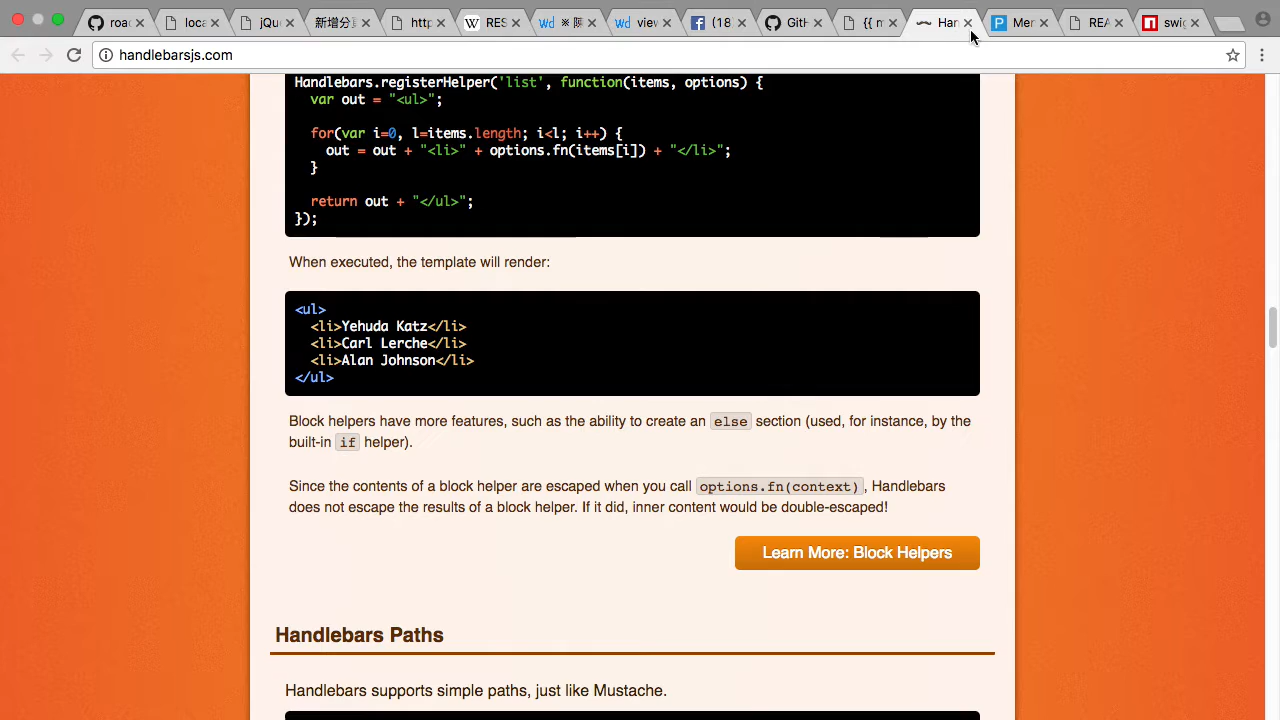 roa
loca
jQue
新增分
http
RES
Wd ※ 陳
Wd view
(18
GitH
{{ m
Han
Mer
REA
swig
handlebarsjs.com
Handlebars.registerHelper('list', function(items, options) {
var out = "<ul>";
for(var i=0, l=items.length; i<l; i++) {
out = out + "<li>" + options.fn(items[i]) + "</li>";
}
return out + "</ul>";
});
When executed, the template will render:
<ul>
<li>Yehuda Katz</li>
<li>Carl Lerche</li>
<li>Alan Johnson</li>
</ul>
Block helpers have more features, such as the ability to create an else section (used, for instance, by the
built-in if helper).
Since the contents of a block helper are escaped when you call options.fn(context), Handlebars
does not escape the results of a block helper. If it did, inner content would be double-escaped!
Learn More: Block Helpers
Handlebars Paths
Handlebars supports simple paths, just like Mustache.